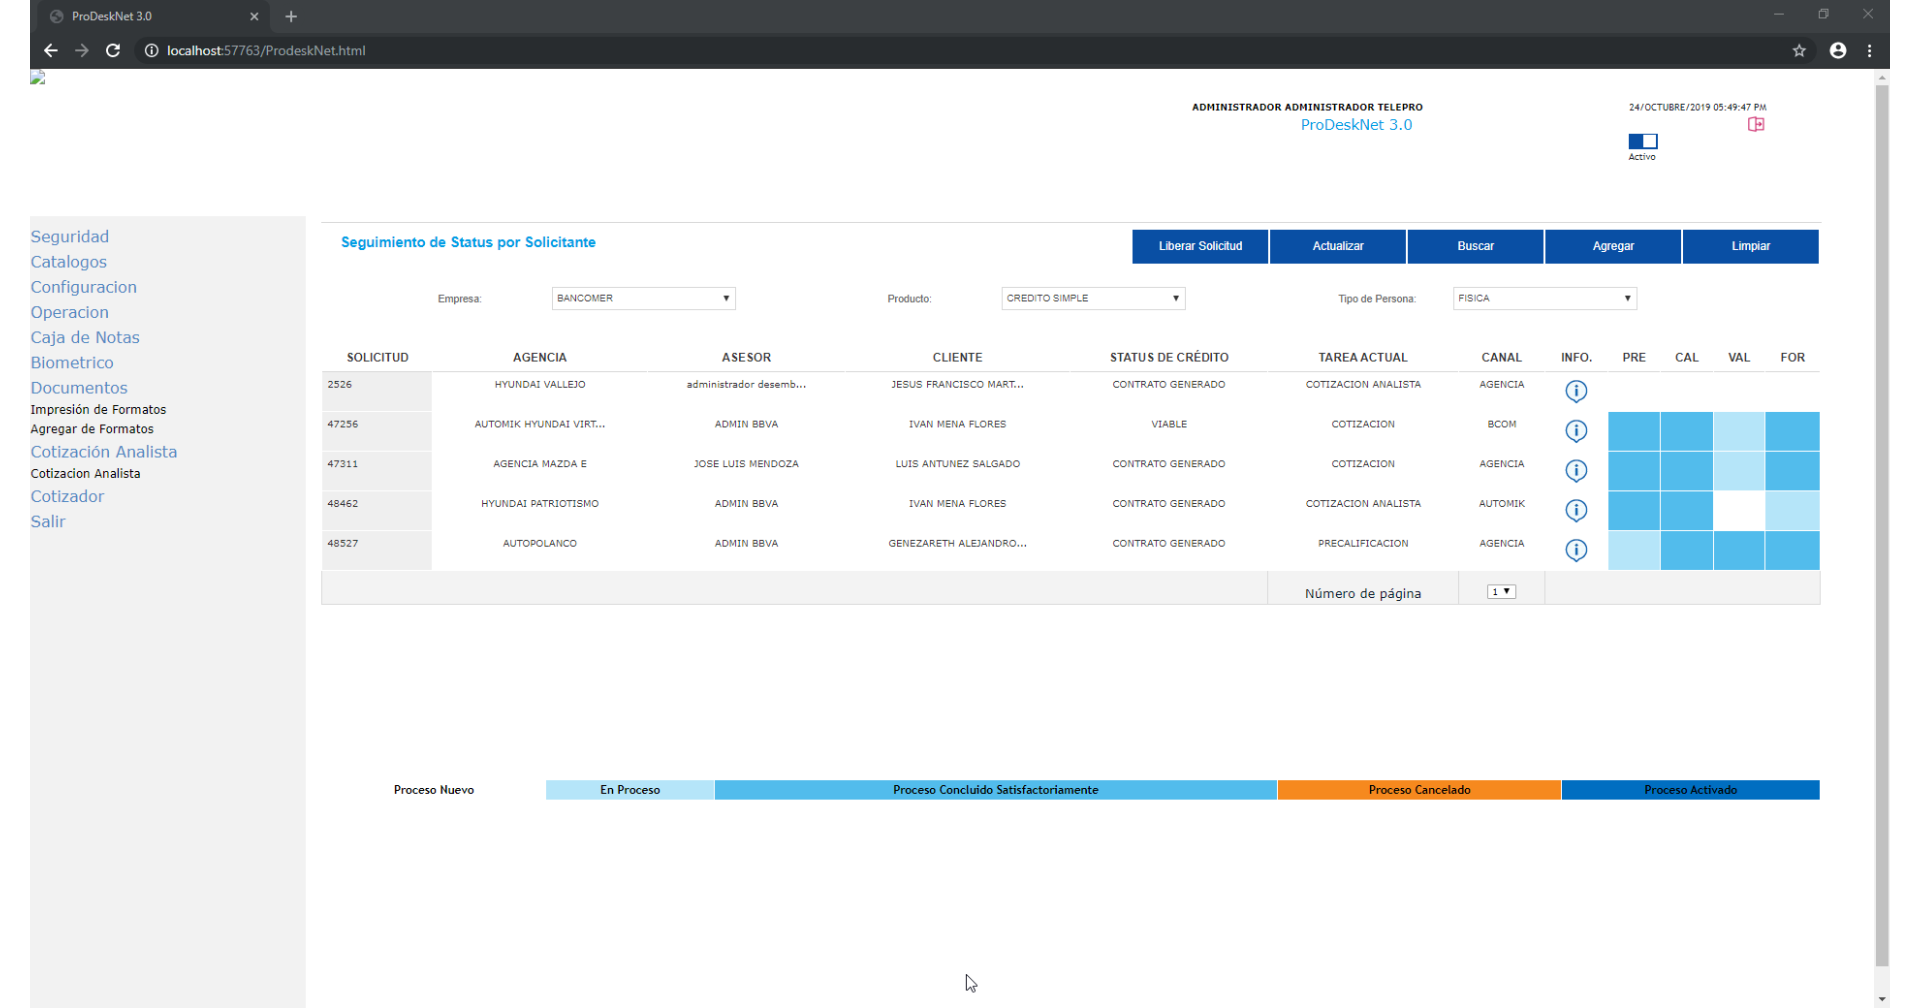 ProDeskNet 3.0
localhost:57763/ProdeskNet.html
ADMINISTRADOR ADMINISTRADOR TELEPRO
ProDeskNet 3.0
24/OCTUBRE/2019 05:49:47 PM
Activo
Seguridad
Catalogos
Configuracion
Operacion
Caja de Notas
Biometrico
Documentos
Impresión de Formatos
Agregar de Formatos
Cotización Analista
Cotizacion Analista
Cotizador
Salir
Seguimiento de Status por Solicitante
Liberar Solicitud Actualizar Buscar Agregar Limpiar
Empresa: BANCOMER Producto: CREDITO SIMPLE Tipo de Persona: FISICA
SOLICITUD AGENCIA ASESOR CLIENTE STATUS DE CRÉDITO TAREA ACTUAL CANAL INFO. PRE CAL VAL FOR
2526 HYUNDAI VALLEJO administrador desemb... JESUS FRANCISCO MART... CONTRATO GENERADO COTIZACION ANALISTA AGENCIA
47256 AUTOMIK HYUNDAI VIRT... ADMIN BBVA IVAN MENA FLORES VIABLE COTIZACION BCOM
47311 AGENCIA MAZDA E JOSE LUIS MENDOZA LUIS ANTUNEZ SALGADO CONTRATO GENERADO COTIZACION AGENCIA
48462 HYUNDAI PATRIOTISMO ADMIN BBVA IVAN MENA FLORES CONTRATO GENERADO COTIZACION ANALISTA AUTOMIK
48527 AUTOPOLANCO ADMIN BBVA GENEZARETH ALEJANDRO... CONTRATO GENERADO PRECALIFICACION AGENCIA
Número de página 1
Proceso Nuevo En Proceso Proceso Concluido Satisfactoriamente Proceso Cancelado Proceso Activado